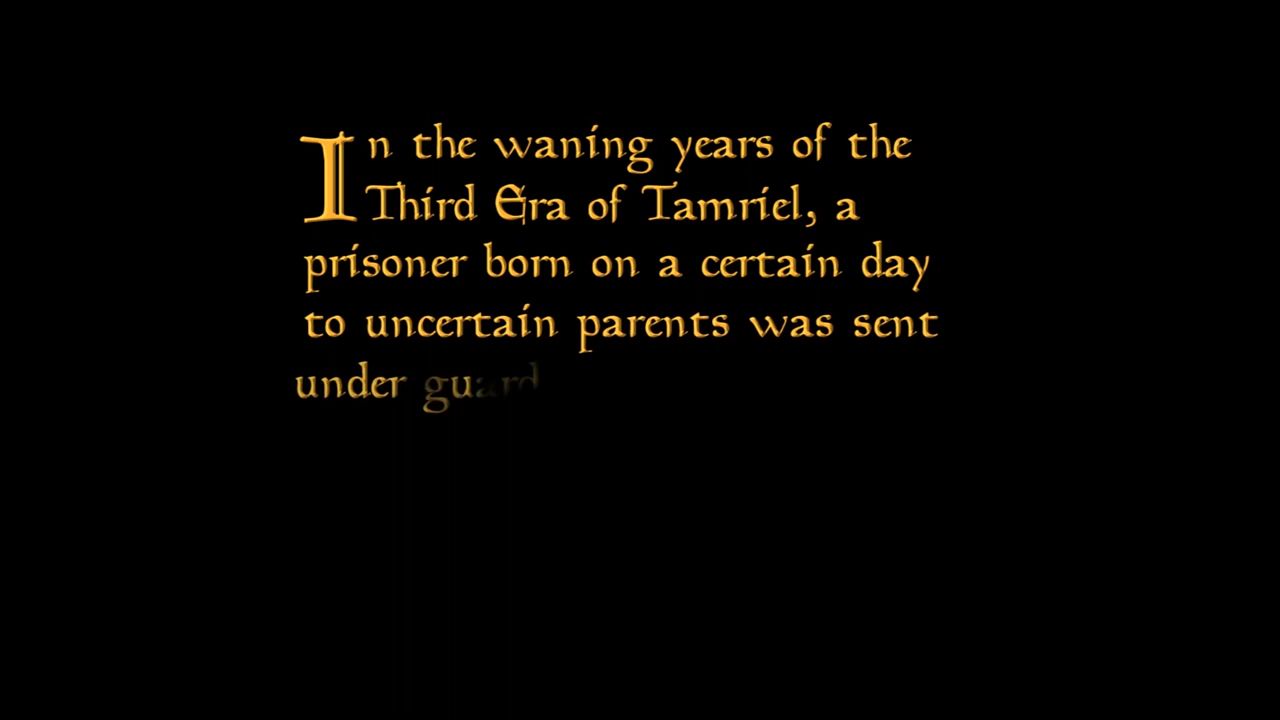 In the waning years of the
Third Era of Tamriel, a
prisoner born on a certain day
to uncertain parents was sent
under guard